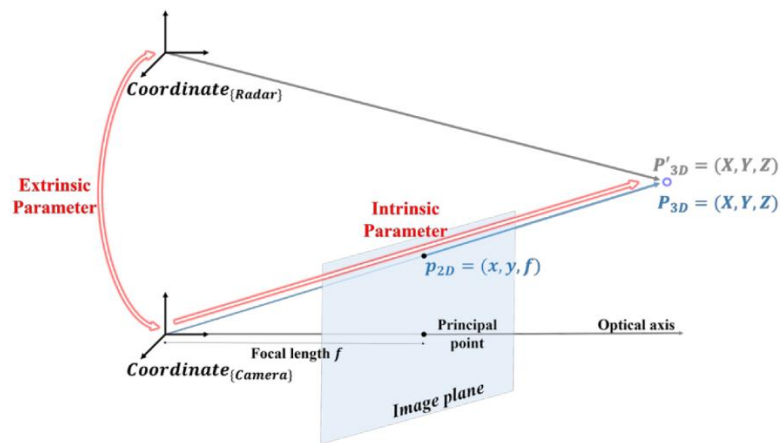 Coordinate{Radar}
P'3D = (X, Y, Z)
P3D = (X, Y, Z)
Extrinsic
Parameter
Intrinsic
Parameter
p2D = (x, y, f)
Principal
point
Optical axis
Focal length f
Coordinate{Camera}
Image plane